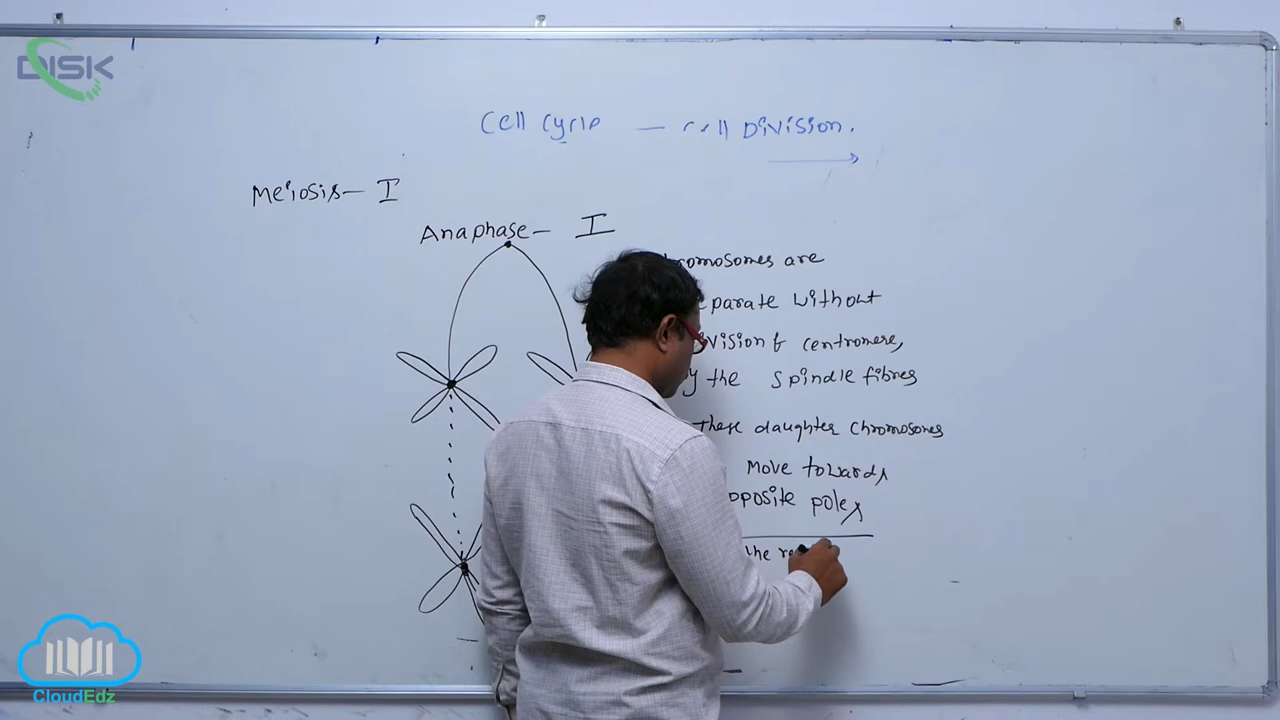 DISK
Cell Cycle — Cell Division.
Meiosis — I
Anaphase — I
chromosomes are
separate without
division of centromere,
by the spindle fibres
These daughter chromosomes
move towards
opposite poles
the re
CloudEdz